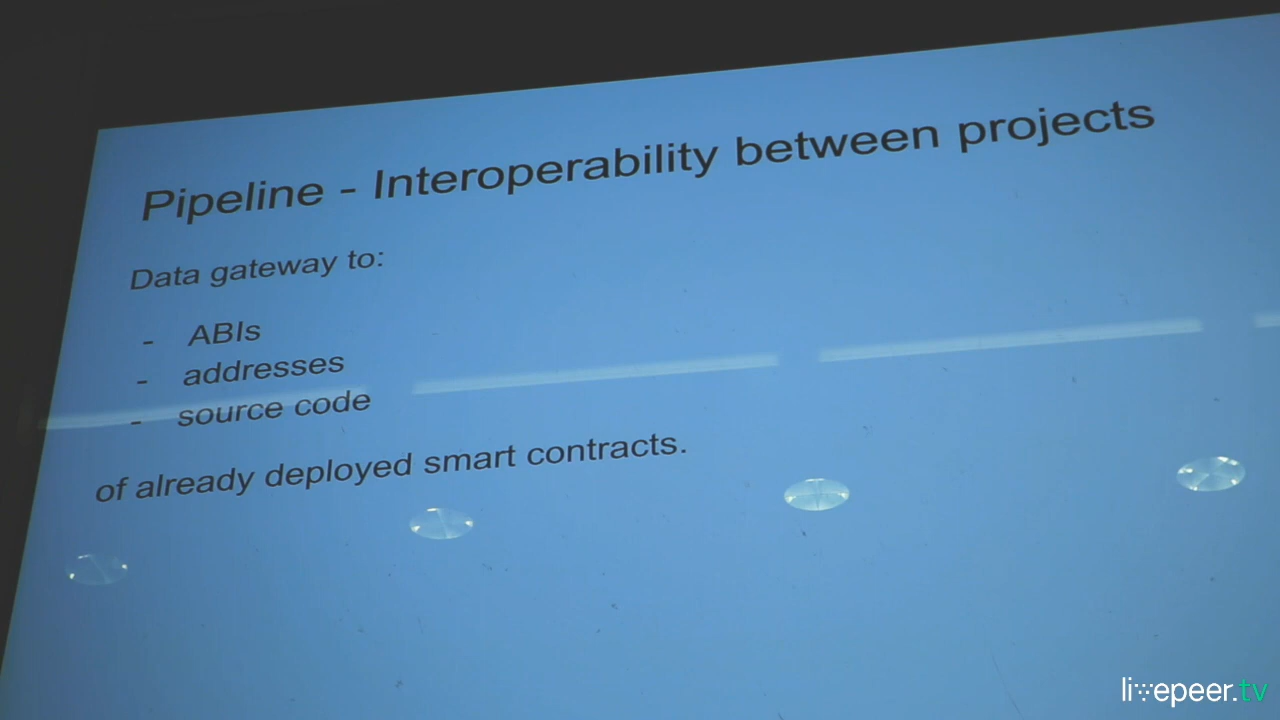 Pipeline - Interoperability between projects
Data gateway to:
- ABIs
- addresses
- source code
of already deployed smart contracts.
livepeer.tv